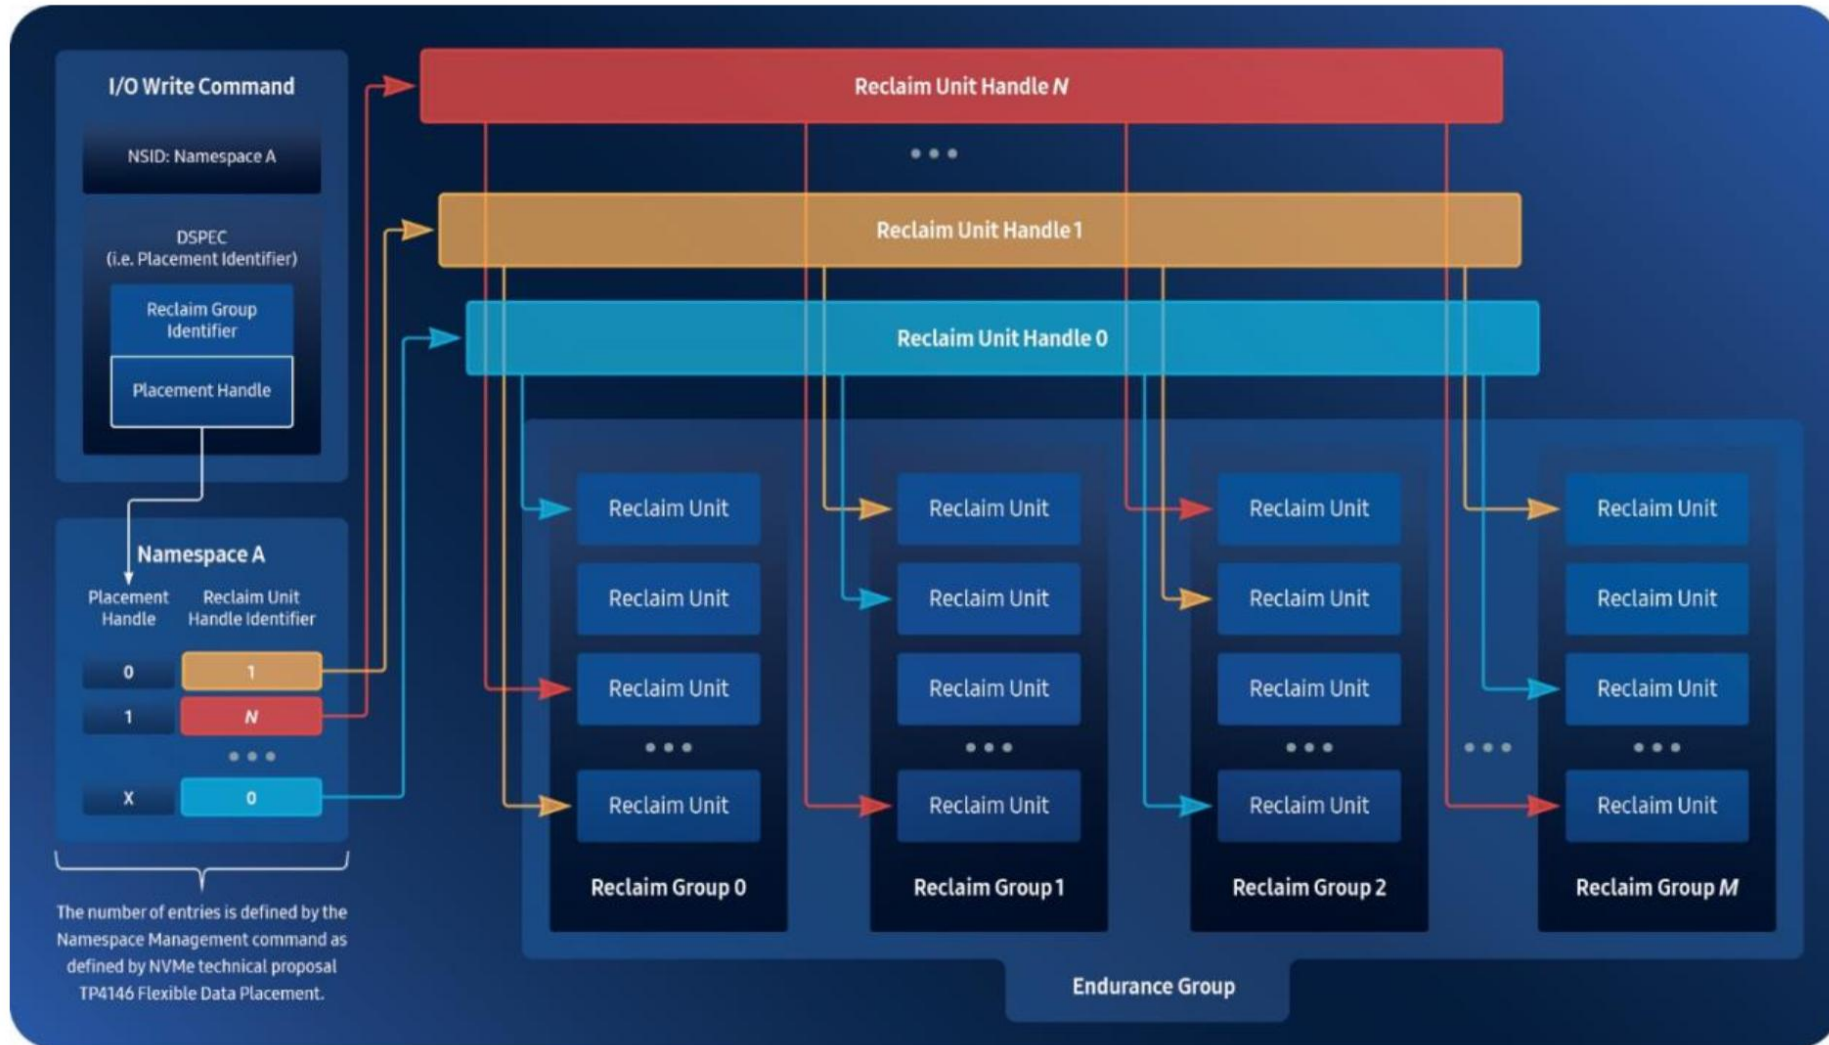 I/O Write Command
NSID: Namespace A
DSPEC
(i.e. Placement Identifier)
Reclaim Group
Identifier
Placement Handle
Namespace A
Placement
Handle
Reclaim Unit
Handle Identifier
0
1
1
N
X
0
The number of entries is defined by the
Namespace Management command as
defined by NVMe technical proposal
TP4146 Flexible Data Placement.
Reclaim Unit Handle N
Reclaim Unit Handle 1
Reclaim Unit Handle 0
Reclaim Unit
Reclaim Unit
Reclaim Unit
Reclaim Unit
Reclaim Group 0
Reclaim Unit
Reclaim Unit
Reclaim Unit
Reclaim Unit
Reclaim Group 1
Reclaim Unit
Reclaim Unit
Reclaim Unit
Reclaim Unit
Reclaim Group 2
Reclaim Unit
Reclaim Unit
Reclaim Unit
Reclaim Unit
Reclaim Group M
Endurance Group